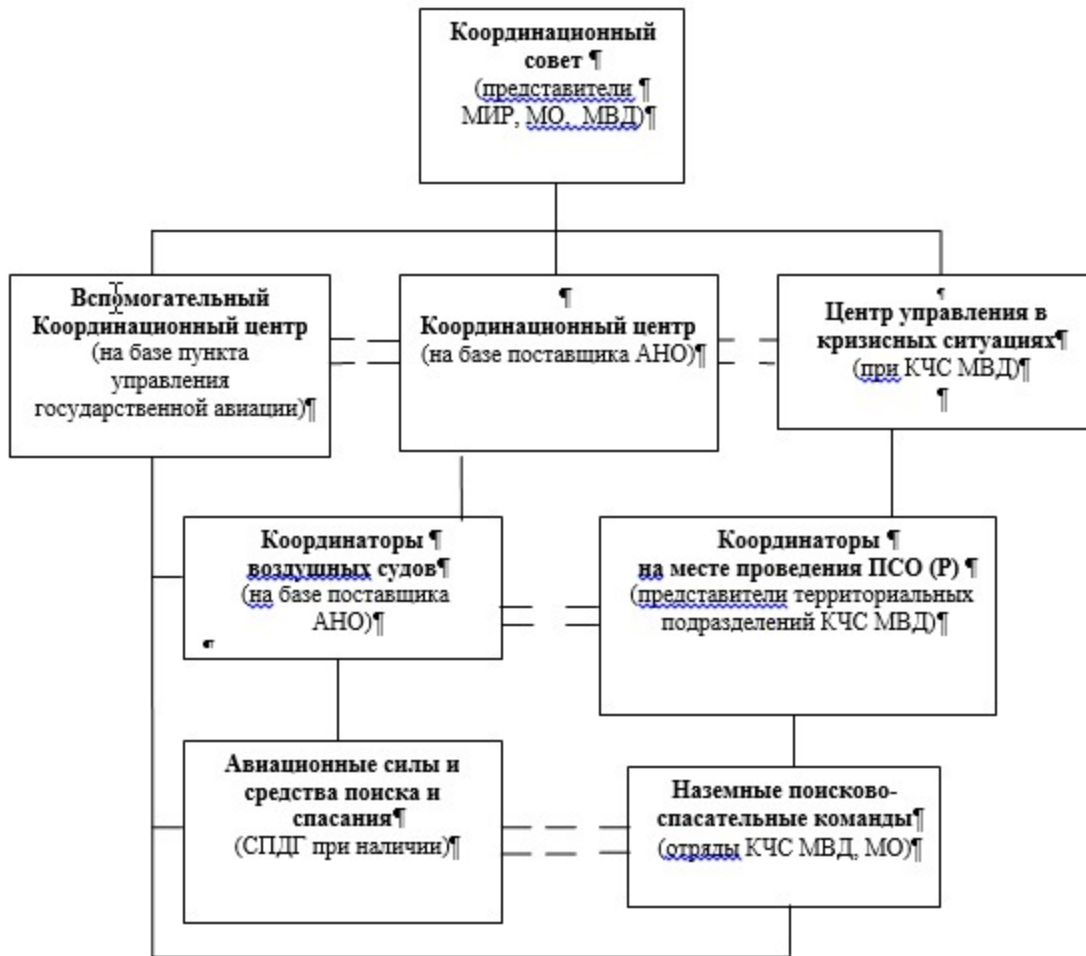 Координационный
совет ¶
(представители ¶
МИР, МО,  МВД)¶
Вспомогательный
Координационный центр
(на базе пункта
управления
государственной авиации)¶
¶
Координационный центр
(на базе поставщика АНО)¶
¶
Центр управления в
кризисных ситуациях¶
(при КЧС МВД)¶
¶
Координаторы ¶
воздушных судов¶
(на базе поставщика
АНО)¶
¶
Координаторы ¶
на месте проведения ПСО (Р) ¶
(представители территориальных
подразделений КЧС МВД)¶
Авиационные силы и
средства поиска и
спасания¶
(СПДГ при наличии)¶
Наземные поисково-
спасательные команды¶
(отряды КЧС МВД, МО)¶